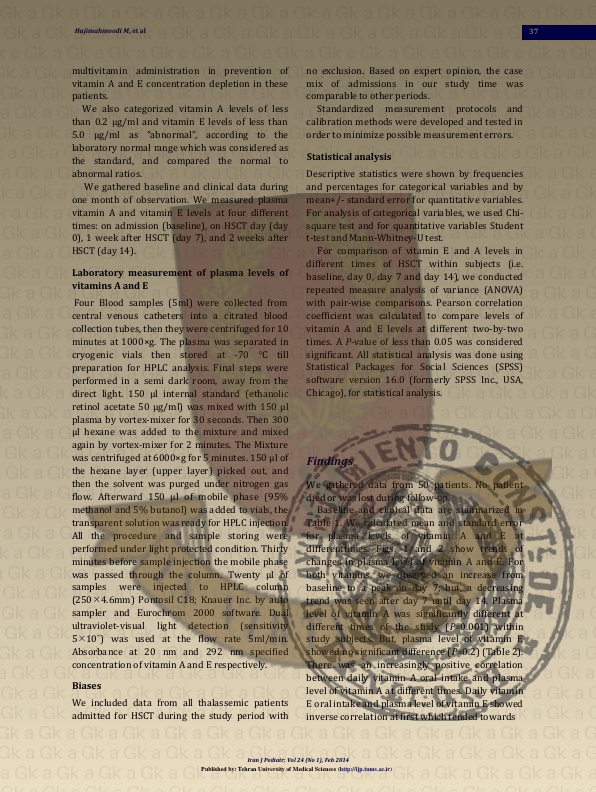 Hajimahmoodi M, et al
37
multivitamin administration in prevention of
vitamin A and E concentration depletion in these
patients.
We also categorized vitamin A levels of less
than 0.2 µg/ml and vitamin E levels of less than
5.0 µg/ml as "abnormal", according to the
laboratory normal range which was considered as
the standard, and compared the normal to
abnormal ratios.
We gathered baseline and clinical data during
one month of observation. We measured plasma
vitamin A and vitamin E levels at four different
times: on admission (baseline), on HSCT day (day
0), 1 week after HSCT (day 7), and 2 weeks after
HSCT (day 14).
Laboratory measurement of plasma levels of
vitamins A and E
Four Blood samples (5ml) were collected from
central venous catheters into a citrated blood
collection tubes, then they were centrifuged for 10
minutes at 1000×g. The plasma was separated in
cryogenic vials then stored at -70 °C till
preparation for HPLC analysis. Final steps were
performed in a semi dark room, away from the
direct light. 150 µl internal standard (ethanolic
retinol acetate 50 µg/ml) was mixed with 150 µl
plasma by vortex-mixer for 30 seconds. Then 300
µl hexane was added to the mixture and mixed
again by vortex-mixer for 2 minutes. The Mixture
was centrifuged at 6000×g for 5 minutes. 150 µl of
the hexane layer (upper layer) picked out, and
then the solvent was purged under nitrogen gas
flow. Afterward 150 µl of mobile phase (95%
methanol and 5% butanol) was added to vials, the
transparent solution was ready for HPLC injection.
All the procedure and sample storing were
performed under light protected condition. Thirty
minutes before sample injection the mobile phase
was passed through the column. Twenty µl of
samples were injected to HPLC column
(250×4.6mm) Protosil C18; Knauer Inc. by auto
sampler and Eurochrom 2000 software. Dual
ultraviolet-visual light detection (sensitivity
was used at the flow rate 5ml/min.
Absorbance at 20 nm and 292 nm specified
concentration of vitamin A and E respectively.
Biases
We included data from all thalassemic patients
admitted for HSCT during the study period with
no exclusion. Based on expert opinion, the case
mix of admissions in our study time was
comparable to other periods.
Standardized measurement protocols and
calibration methods were developed and tested in
order to minimize possible measurement errors.
Statistical analysis
Descriptive statistics were shown by frequencies
and percentages for categorical variables and by
mean+/- standard error for quantitative variables.
For analysis of categorical variables, we used Chi-
square test and for quantitative variables Student
t-test and Mann-Whitney-U test.
For comparison of vitamin E and A levels in
different times of HSCT within subjects (i.e.
baseline, day 0, day 7 and day 14), we conducted
repeated measure analysis of variance (ANOVA)
with pair-wise comparisons. Pearson correlation
coefficient was calculated to compare levels of
vitamin A and E levels at different two-by-two
times. A P-value of less than 0.05 was considered
significant. All statistical analysis was done using
Statistical Packages for Social Sciences (SPSS)
software version 16.0 (formerly SPSS Inc., USA,
Chicago), for statistical analysis.
Findings
We gathered data from 50 patients. No patient
died or was lost during follow-up.
Baseline and clinical data are summarized in
Table 1. We calculated mean and standard error
for plasma levels of vitamin A and E at
different times. Figs. 1 and 2 show trends of
changes in plasma level of vitamin A and E. For
both vitamins, we observed an increase from
baseline to a peak on day 7, but a decreasing
trend was seen after day 7 until day 14. Plasma
level of vitamin A was significantly different at
different times of the study (P=0.001) within
study subjects. But, plasma level of vitamin E
showed no significant difference (P=0.2) (Table 2).
There was an increasingly positive correlation
between daily vitamin A oral intake and plasma
level of vitamin A at different times. Daily vitamin
E oral intake and plasma level of vitamin E showed
inverse correlation at first which tended towards
Iran J Pediatr; Vol 24 (No 1), Feb 2014
Published by: Tehran University of Medical Sciences (http://ijp.tums.ac.ir)